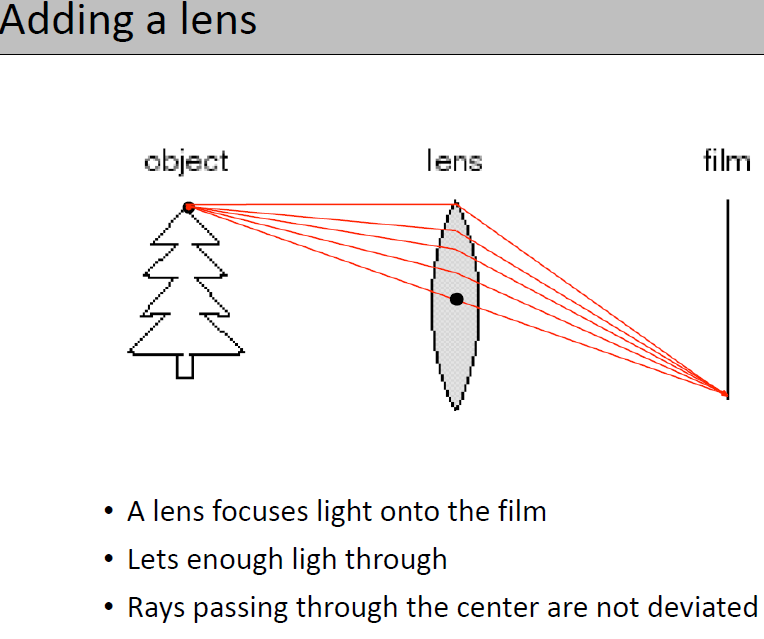 Adding a lens
object lens film
• A lens focuses light onto the film
• Lets enough ligh through
• Rays passing through the center are not deviated